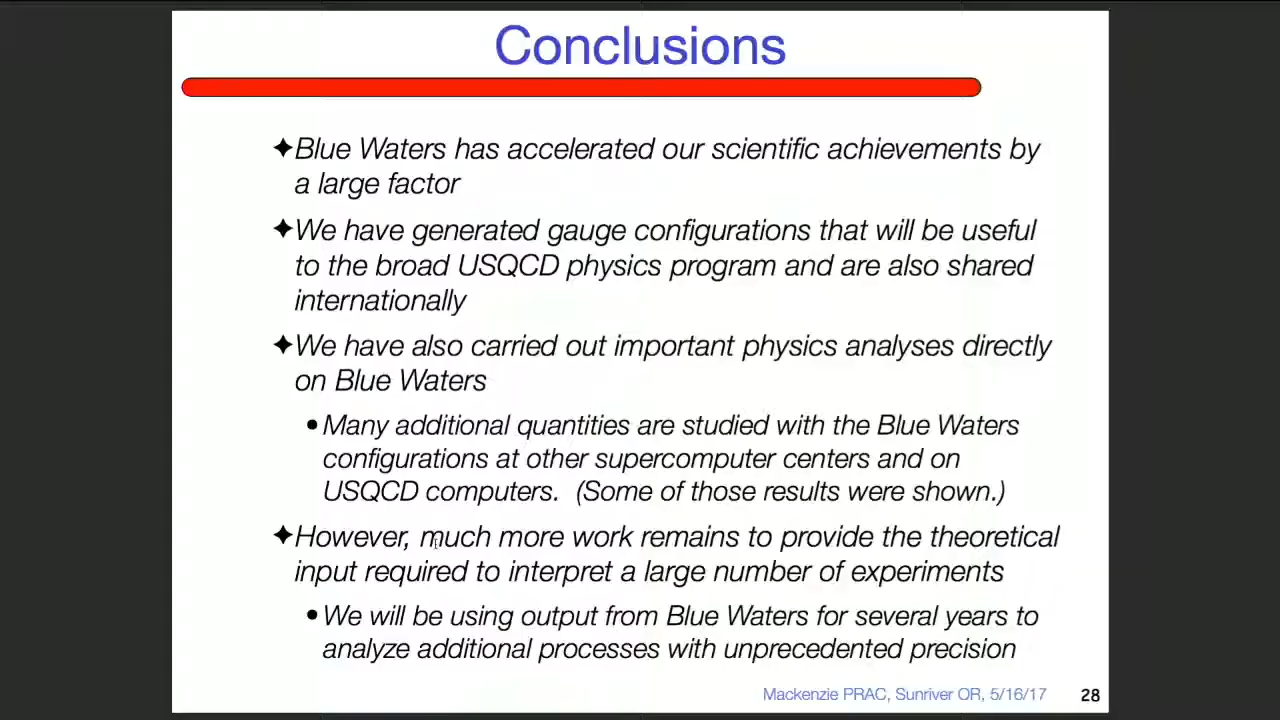 Conclusions
✦Blue Waters has accelerated our scientific achievements by
a large factor
✦We have generated gauge configurations that will be useful
to the broad USQCD physics program and are also shared
internationally
✦We have also carried out important physics analyses directly
on Blue Waters
•Many additional quantities are studied with the Blue Waters
configurations at other supercomputer centers and on
USQCD computers.  (Some of those results were shown.)
✦However, much more work remains to provide the theoretical
input required to interpret a large number of experiments
•We will be using output from Blue Waters for several years to
analyze additional processes with unprecedented precision
Mackenzie PRAC, Sunriver OR, 5/16/17 28